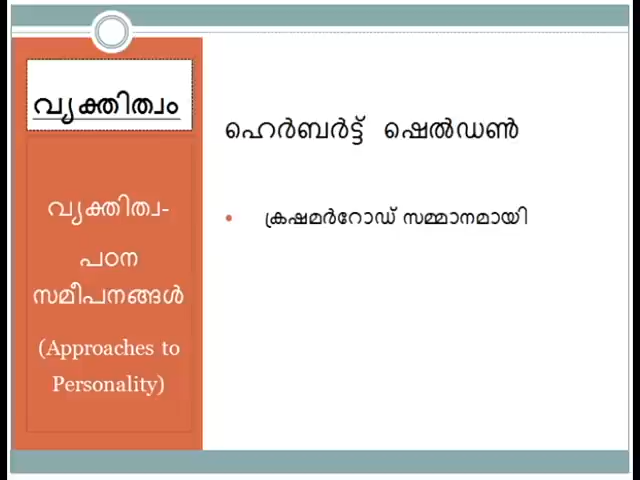 വ്യക്തിത്വം
വ്യക്തിത്വ-
പഠന
സമീപനങ്ങൾ
(Approaches to
Personality)
ഹെർബർട്ട് ഷെൽഡൺ
• ക്രഷമർറോഡ് സമ്മാനമായി